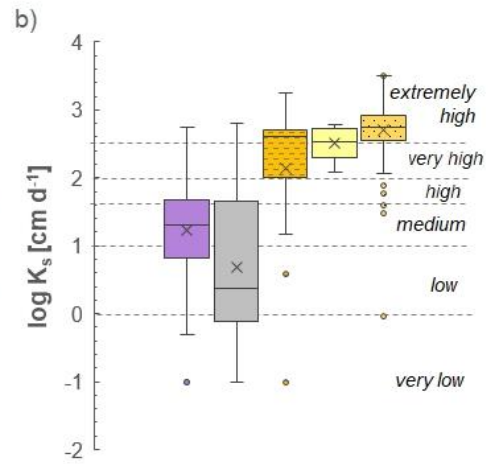 b)
4
3
2
1
0
-1
-2
log Kₛ [cm d⁻¹]
extremely
high
very high
high
medium
low
very low